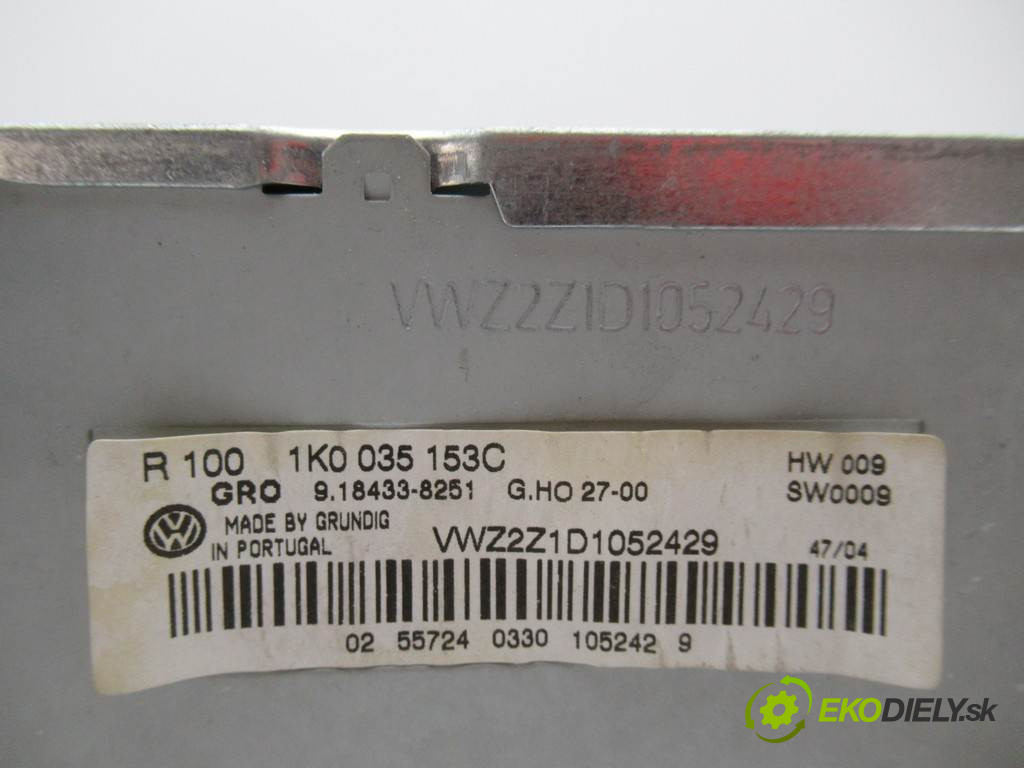 VWZ2Z1D1052429
R 100 1K0 035 153C HW 009
GRO 9.18433-8251 G.HO 27-00 SW0009
MADE BY GRUNDIG
IN PORTUGAL VWZ2Z1D1052429 47/04
02 55724 0330 105242 9
EKODIELY.sk